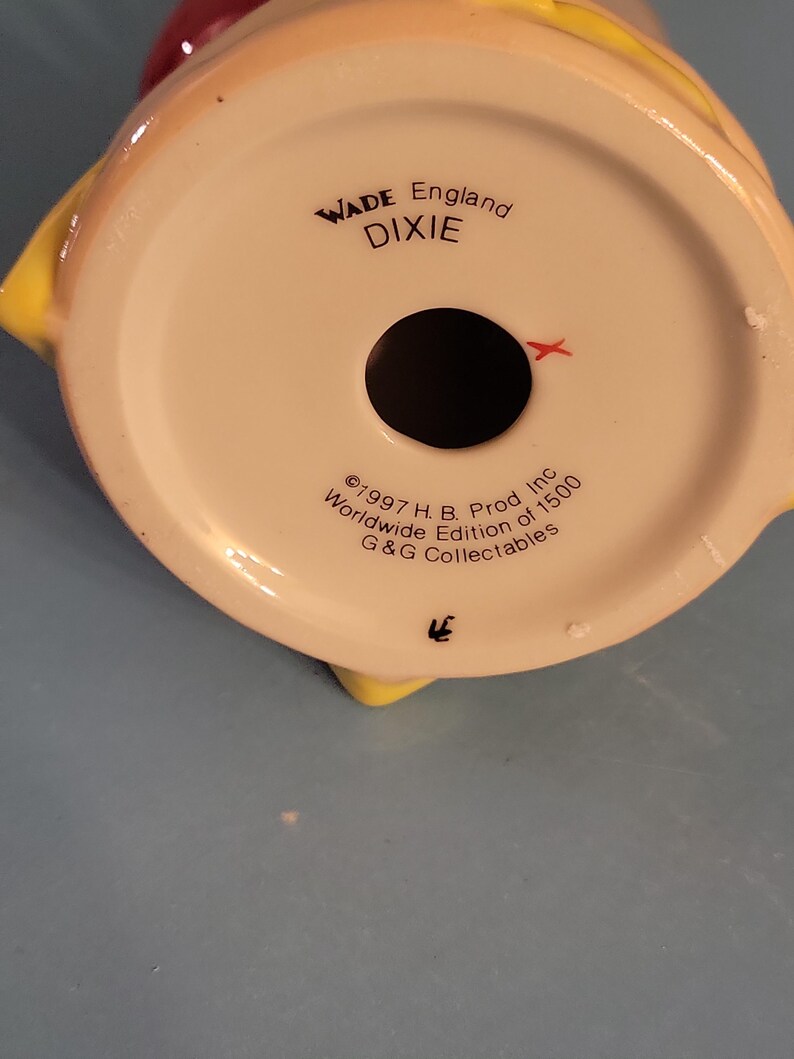 WADE England
DIXIE
©1997 H. B. Prod Inc
Worldwide Edition of 1500
G & G Collectables